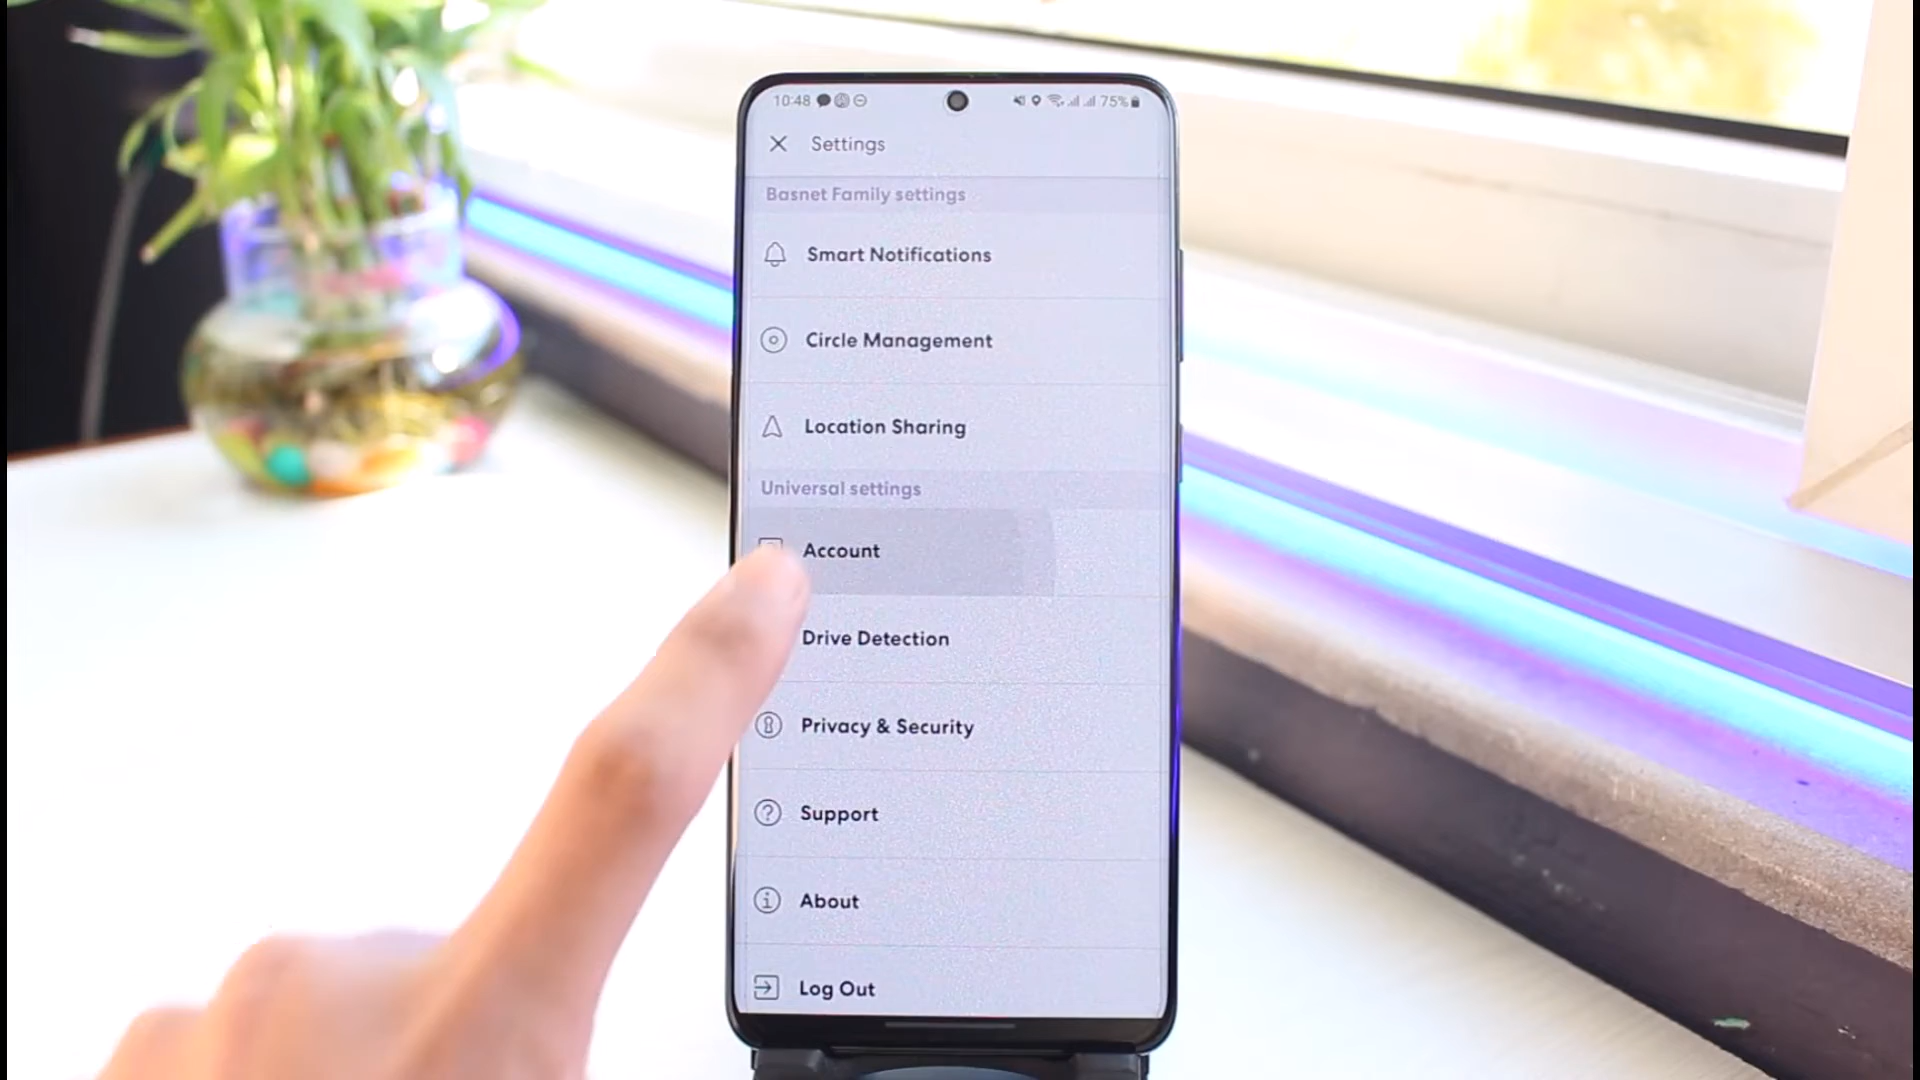 10:48 75%
Settings
Basnet Family settings
Smart Notifications
Circle Management
Location Sharing
Universal settings
Account
Drive Detection
Privacy & Security
Support
About
Log Out